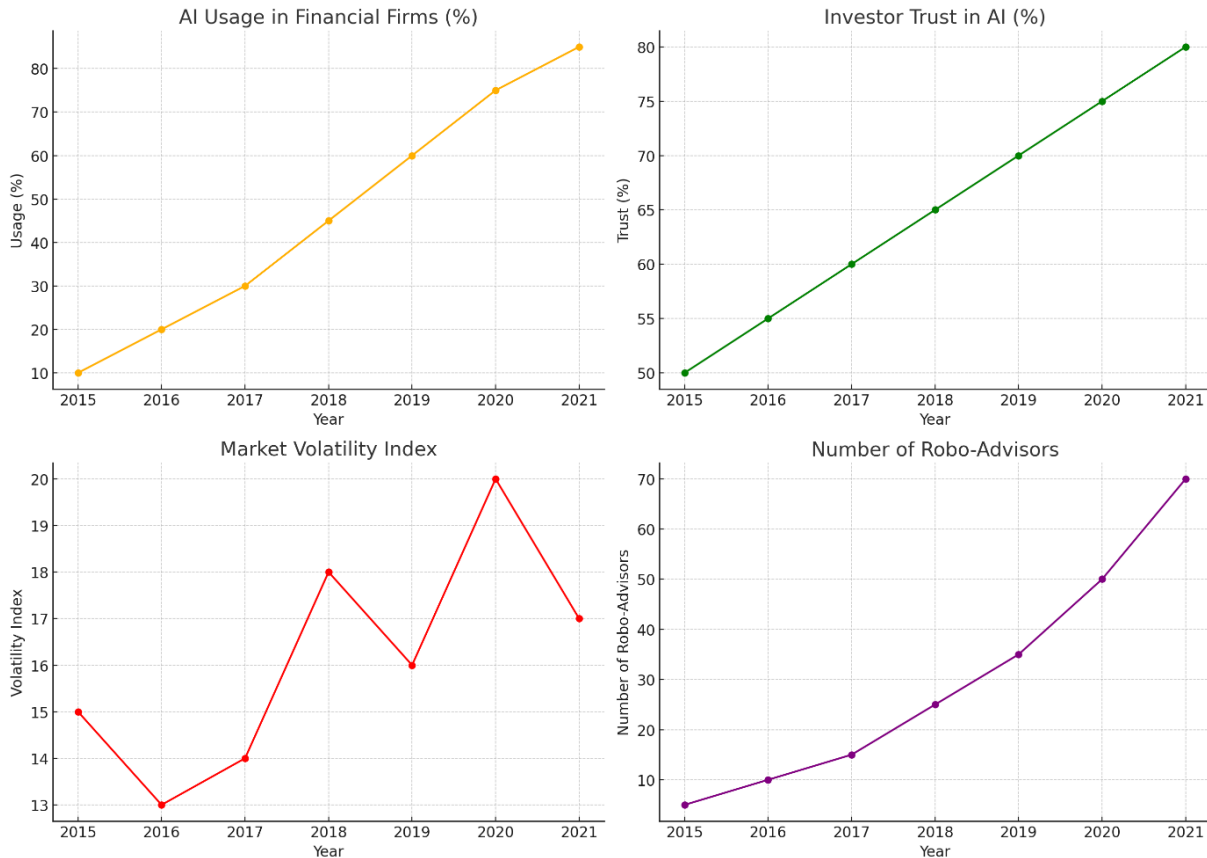 AI Usage in Financial Firms (%)
Usage (%)
80
70
60
50
40
30
20
10
2015 2016 2017 2018 2019 2020 2021
Year
Investor Trust in AI (%)
Trust (%)
80
75
70
65
60
55
50
2015 2016 2017 2018 2019 2020 2021
Year
Market Volatility Index
Volatility Index
20
19
18
17
16
15
14
13
2015 2016 2017 2018 2019 2020 2021
Year
Number of Robo-Advisors
Number of Robo-Advisors
70
60
50
40
30
20
10
2015 2016 2017 2018 2019 2020 2021
Year